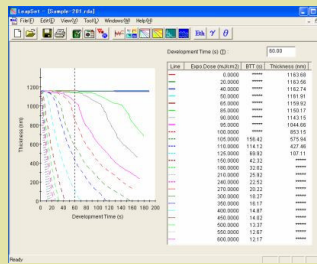 LeapSet - [Sample-20Y.rda]
File(F) Edit(E) View(V) Tool(L) Windows(W) Help(H)
Eth γ θ
Development Time (s) (T): 60.00
Line Expo.Dose (mJ/cm2) BTT (s) Thickness (nm)
0.0000 ***** 1163.68
20.0000 ***** 1163.66
40.0000 ***** 1162.74
50.0000 ***** 1161.91
65.0000 ***** 1159.92
80.0000 ***** 1150.17
90.0000 ***** 1143.15
95.0000 ***** 1044.66
100.0000 ***** 853.15
105.0000 156.42 575.94
110.0000 114.12 427.46
125.0000 69.92 107.11
150.0000 42.32 *****
180.0000 32.62 *****
210.0000 25.92 *****
240.0000 22.52 *****
270.0000 20.22 *****
300.0000 18.37 *****
350.0000 16.17 *****
400.0000 14.87 *****
450.0000 14.02 *****
500.0000 13.37 *****
550.0000 12.67 *****
600.0000 12.17 *****
Thickness (nm)
1200
1000
800
600
400
200
0
0 20 40 60 80 100 120 140 160 180 200
Development Time (s)
Ready